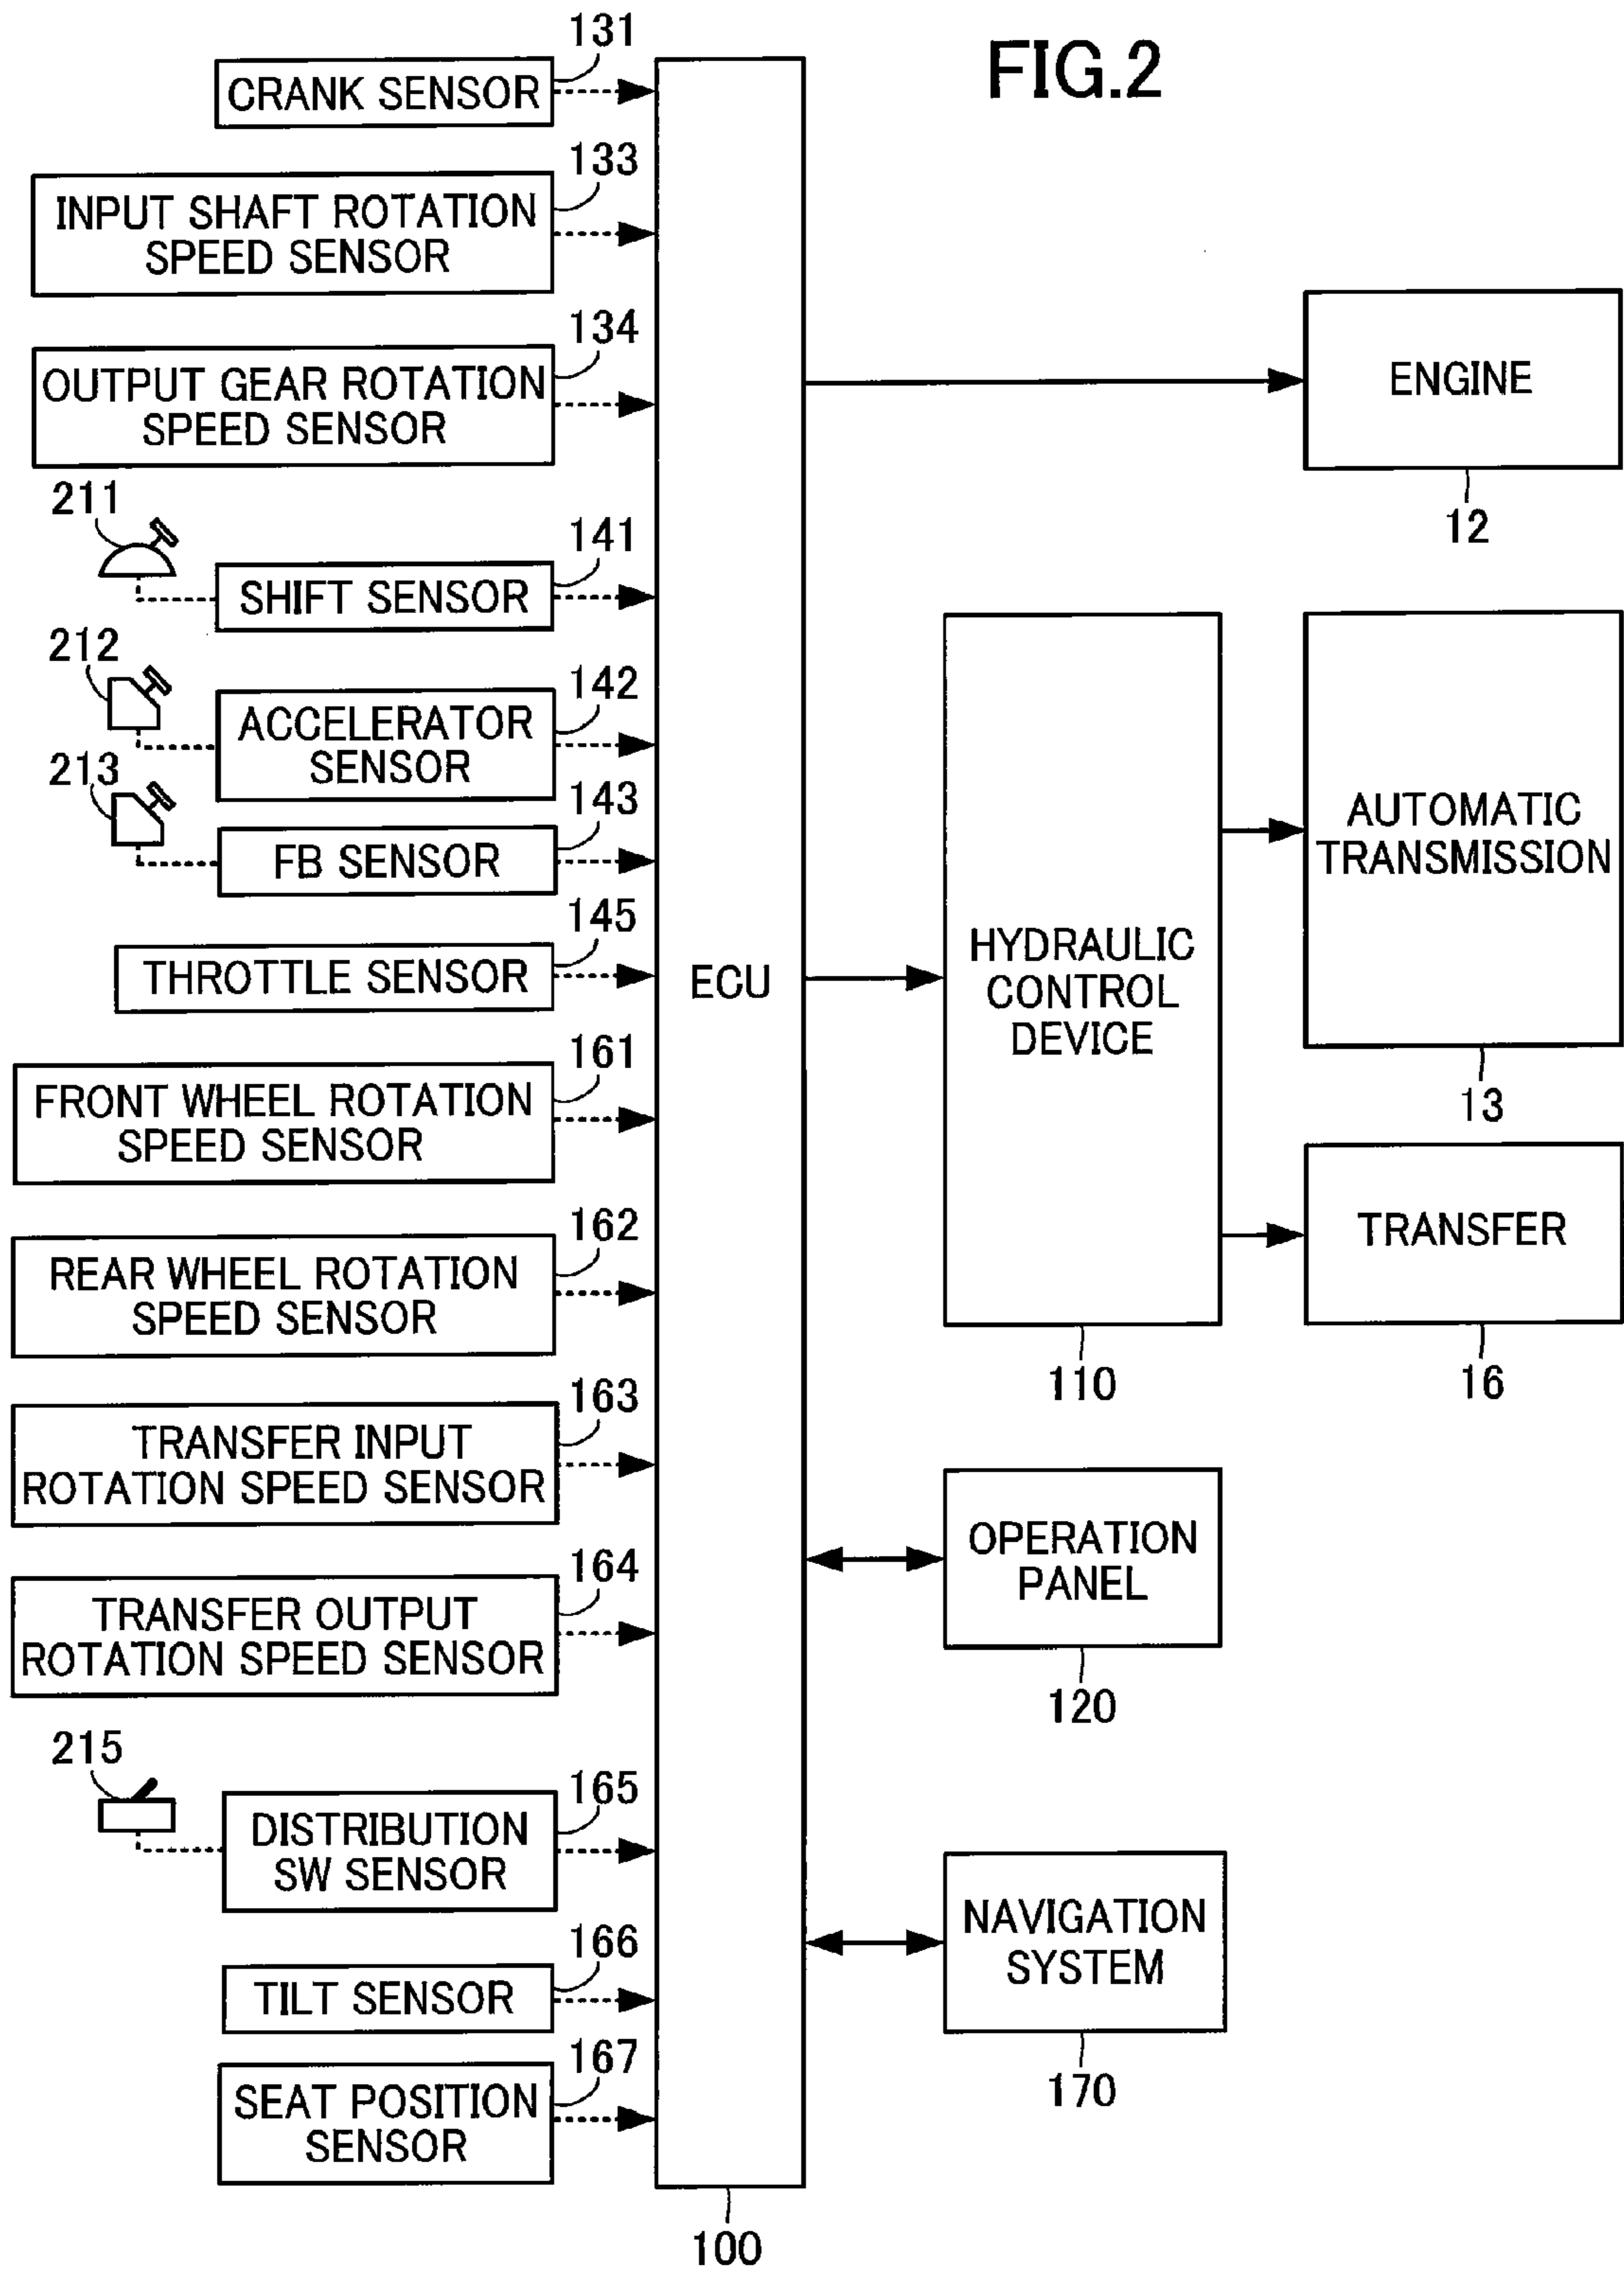 FIG.2
131
CRANK SENSOR
133
INPUT SHAFT ROTATION
SPEED SENSOR
134
OUTPUT GEAR ROTATION
SPEED SENSOR
211
141
SHIFT SENSOR
212
142
ACCELERATOR
SENSOR
213
143
FB SENSOR
145
THROTTLE SENSOR
161
FRONT WHEEL ROTATION
SPEED SENSOR
162
REAR WHEEL ROTATION
SPEED SENSOR
163
TRANSFER INPUT
ROTATION SPEED SENSOR
164
TRANSFER OUTPUT
ROTATION SPEED SENSOR
215
165
DISTRIBUTION
SW SENSOR
166
TILT SENSOR
167
SEAT POSITION
SENSOR
ECU
100
ENGINE
12
HYDRAULIC
CONTROL
DEVICE
110
AUTOMATIC
TRANSMISSION
13
TRANSFER
16
OPERATION
PANEL
120
NAVIGATION
SYSTEM
170